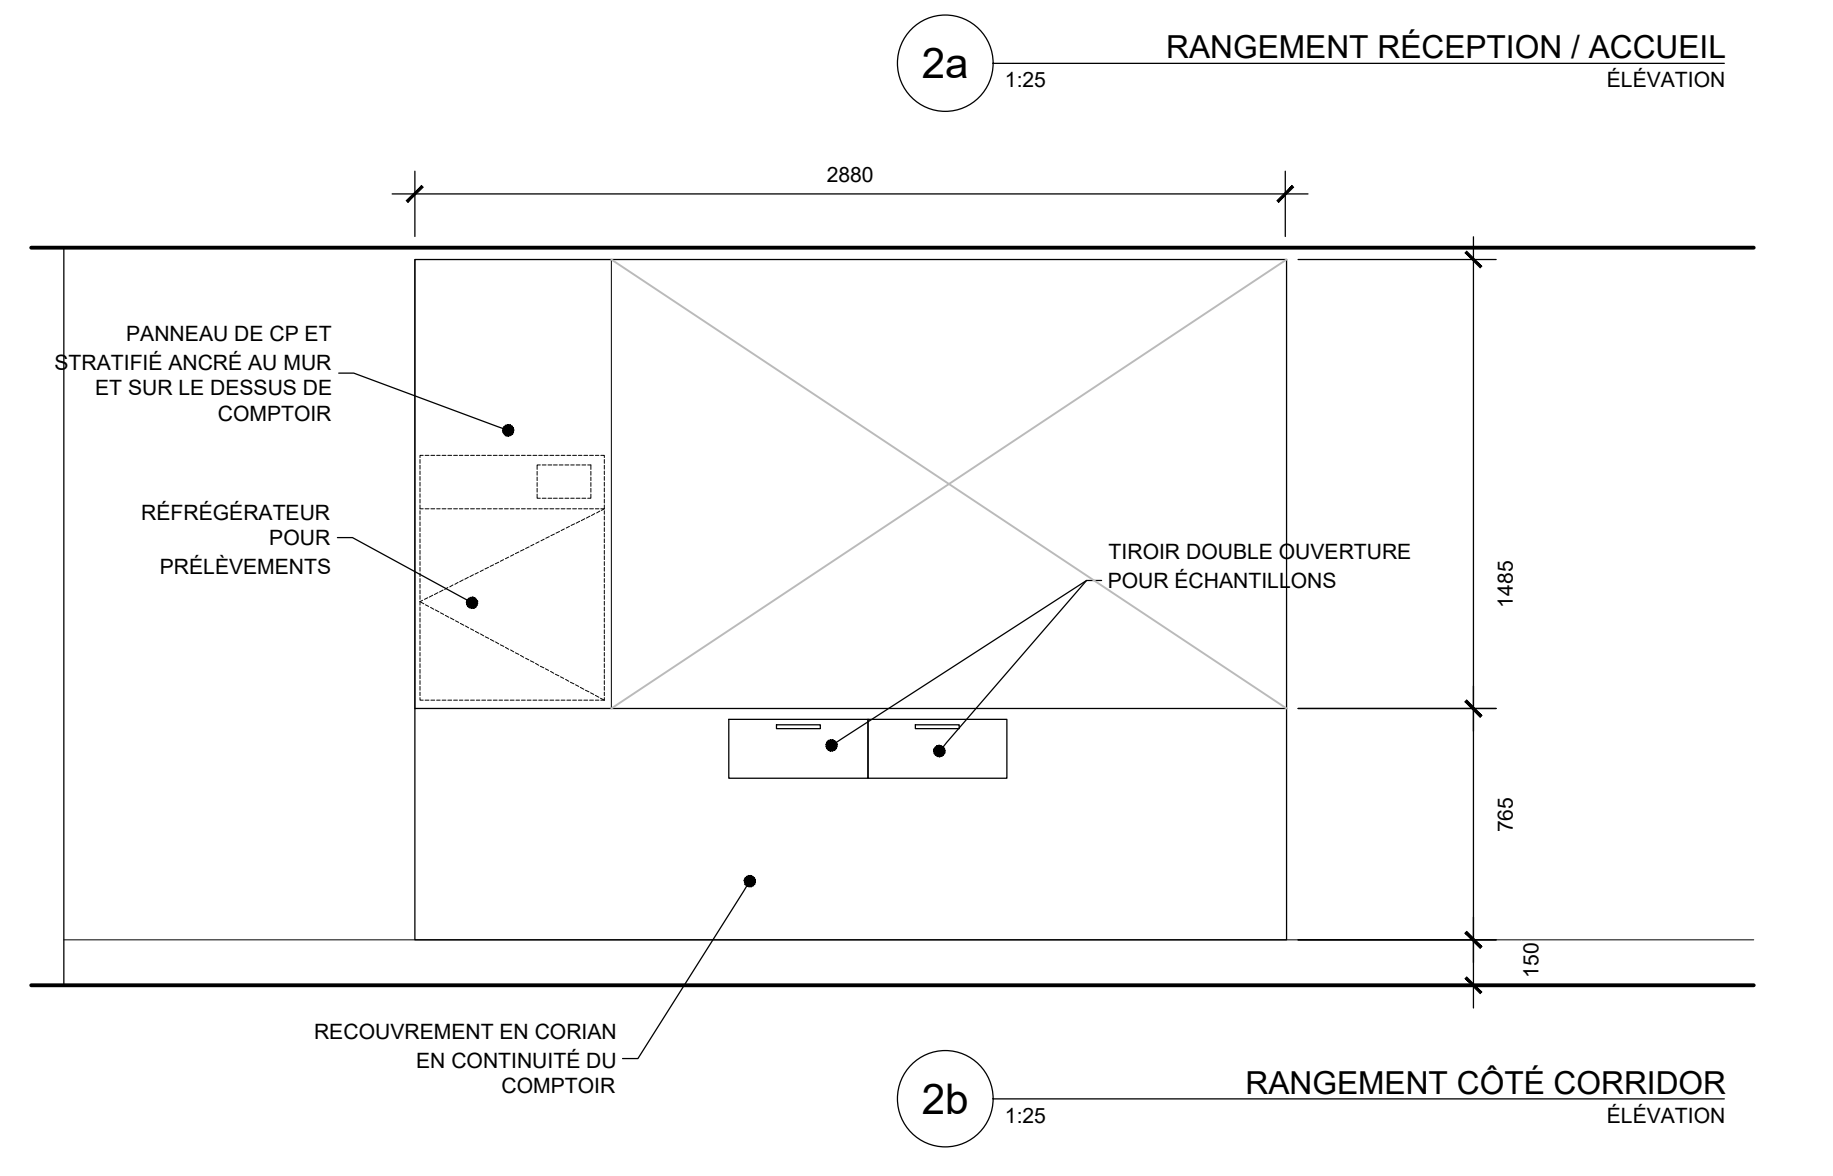 2a
RANGEMENT RÉCEPTION / ACCUEIL
1:25
ÉLÉVATION
2880
PANNEAU DE CP ET
STRATIFIÉ ANCRÉ AU MUR
ET SUR LE DESSUS DE
COMPTOIR
RÉFRÉGÉRATEUR
POUR
PRÉLÈVEMENTS
TIROIR DOUBLE OUVERTURE
POUR ÉCHANTILLONS
1485
765
150
RECOUVREMENT EN CORIAN
EN CONTINUITÉ DU
COMPTOIR
2b
RANGEMENT CÔTÉ CORRIDOR
1:25
ÉLÉVATION